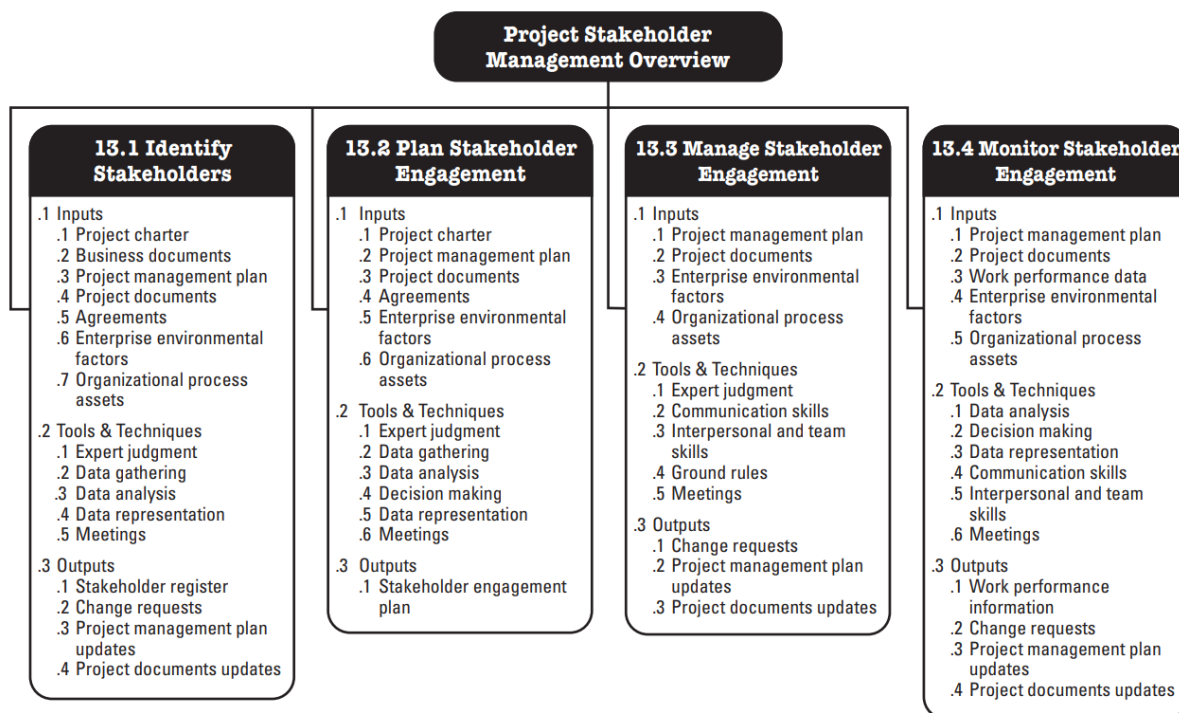 Project Stakeholder
Management Overview
13.1 Identify
Stakeholders
.1 Inputs
.1 Project charter
.2 Business documents
.3 Project management plan
.4 Project documents
.5 Agreements
.6 Enterprise environmental
factors
.7 Organizational process
assets
.2 Tools & Techniques
.1 Expert judgment
.2 Data gathering
.3 Data analysis
.4 Data representation
.5 Meetings
.3 Outputs
.1 Stakeholder register
.2 Change requests
.3 Project management plan
updates
.4 Project documents updates
13.2 Plan Stakeholder
Engagement
.1 Inputs
.1 Project charter
.2 Project management plan
.3 Project documents
.4 Agreements
.5 Enterprise environmental
factors
.6 Organizational process
assets
.2 Tools & Techniques
.1 Expert judgment
.2 Data gathering
.3 Data analysis
.4 Decision making
.5 Data representation
.6 Meetings
.3 Outputs
.1 Stakeholder engagement
plan
13.3 Manage Stakeholder
Engagement
.1 Inputs
.1 Project management plan
.2 Project documents
.3 Enterprise environmental
factors
.4 Organizational process
assets
.2 Tools & Techniques
.1 Expert judgment
.2 Communication skills
.3 Interpersonal and team
skills
.4 Ground rules
.5 Meetings
.3 Outputs
.1 Change requests
.2 Project management plan
updates
.3 Project documents updates
13.4 Monitor Stakeholder
Engagement
.1 Inputs
.1 Project management plan
.2 Project documents
.3 Work performance data
.4 Enterprise environmental
factors
.5 Organizational process
assets
.2 Tools & Techniques
.1 Data analysis
.2 Decision making
.3 Data representation
.4 Communication skills
.5 Interpersonal and team
skills
.6 Meetings
.3 Outputs
.1 Work performance
information
.2 Change requests
.3 Project management plan
updates
.4 Project documents updates